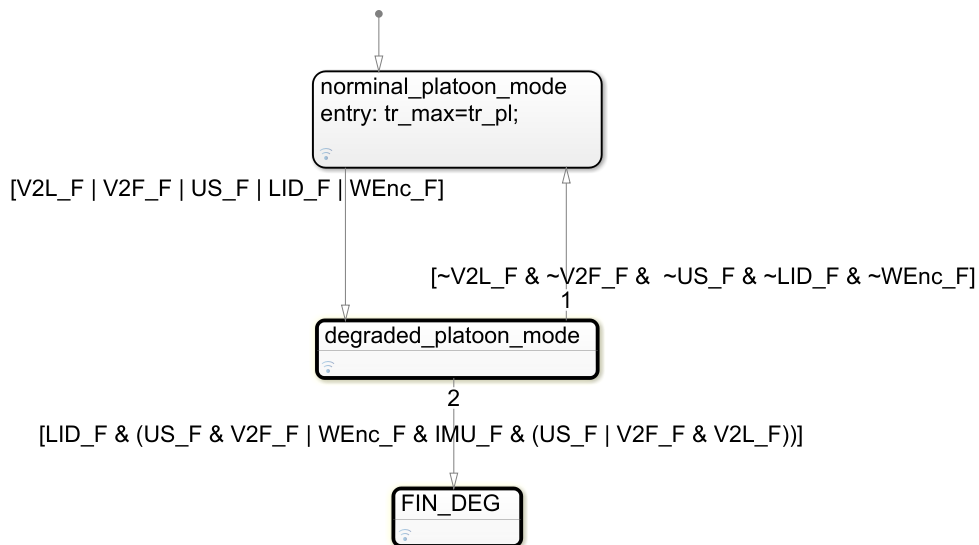 norminal_platoon_mode
entry: tr_max=tr_pl;
[V2L_F | V2F_F | US_F | LID_F | WEnc_F]
[~V2L_F & ~V2F_F &  ~US_F & ~LID_F & ~WEnc_F]
1
degraded_platoon_mode
2
[LID_F & (US_F & V2F_F | WEnc_F & IMU_F & (US_F | V2F_F & V2L_F))]
FIN_DEG